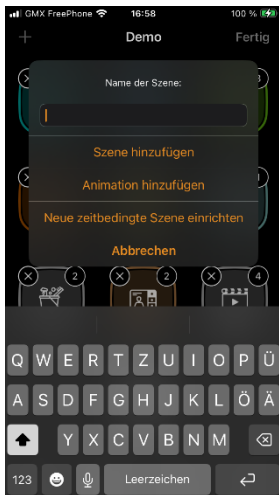 GMX FreePhone 16:58 100 %
Demo Fertig
Name der Szene:
Szene hinzufügen
Animation hinzufügen
Neue zeitbedingte Szene einrichten
Abbrechen
2 2 4
Q W E R T Z U I O P Ü
A S D F G H J K L Ö Ä
Y X C V B N M
123 Leerzeichen